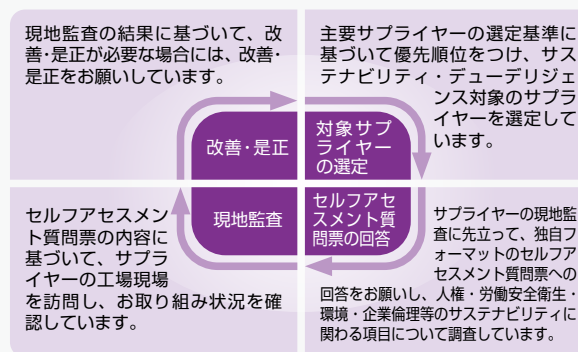 現地監査の結果に基づいて、改
善・是正が必要な場合には、改善・
是正をお願いしています。
主要サプライヤーの選定基準に
基づいて優先順位をつけ、サス
テナビリティ・デューデリジェ
ンス対象のサプラ
イヤーを選定して
います。
改善・是正
対象サプ
ライヤー
の選定
現地監査
セルフアセ
スメント質
問票の回答
セルフアセスメン
ト質問票の内容に
基づいて、サプラ
イヤーの工場現場
を訪問し、お取り組み状況を確
認しています。
サプライヤーの現地監
査に先立って、独自フ
ォーマットのセルフア
セスメント質問票への
回答をお願いし、人権・労働安全衛生・
環境・企業倫理等のサステナビリティに
関わる項目について調査しています。